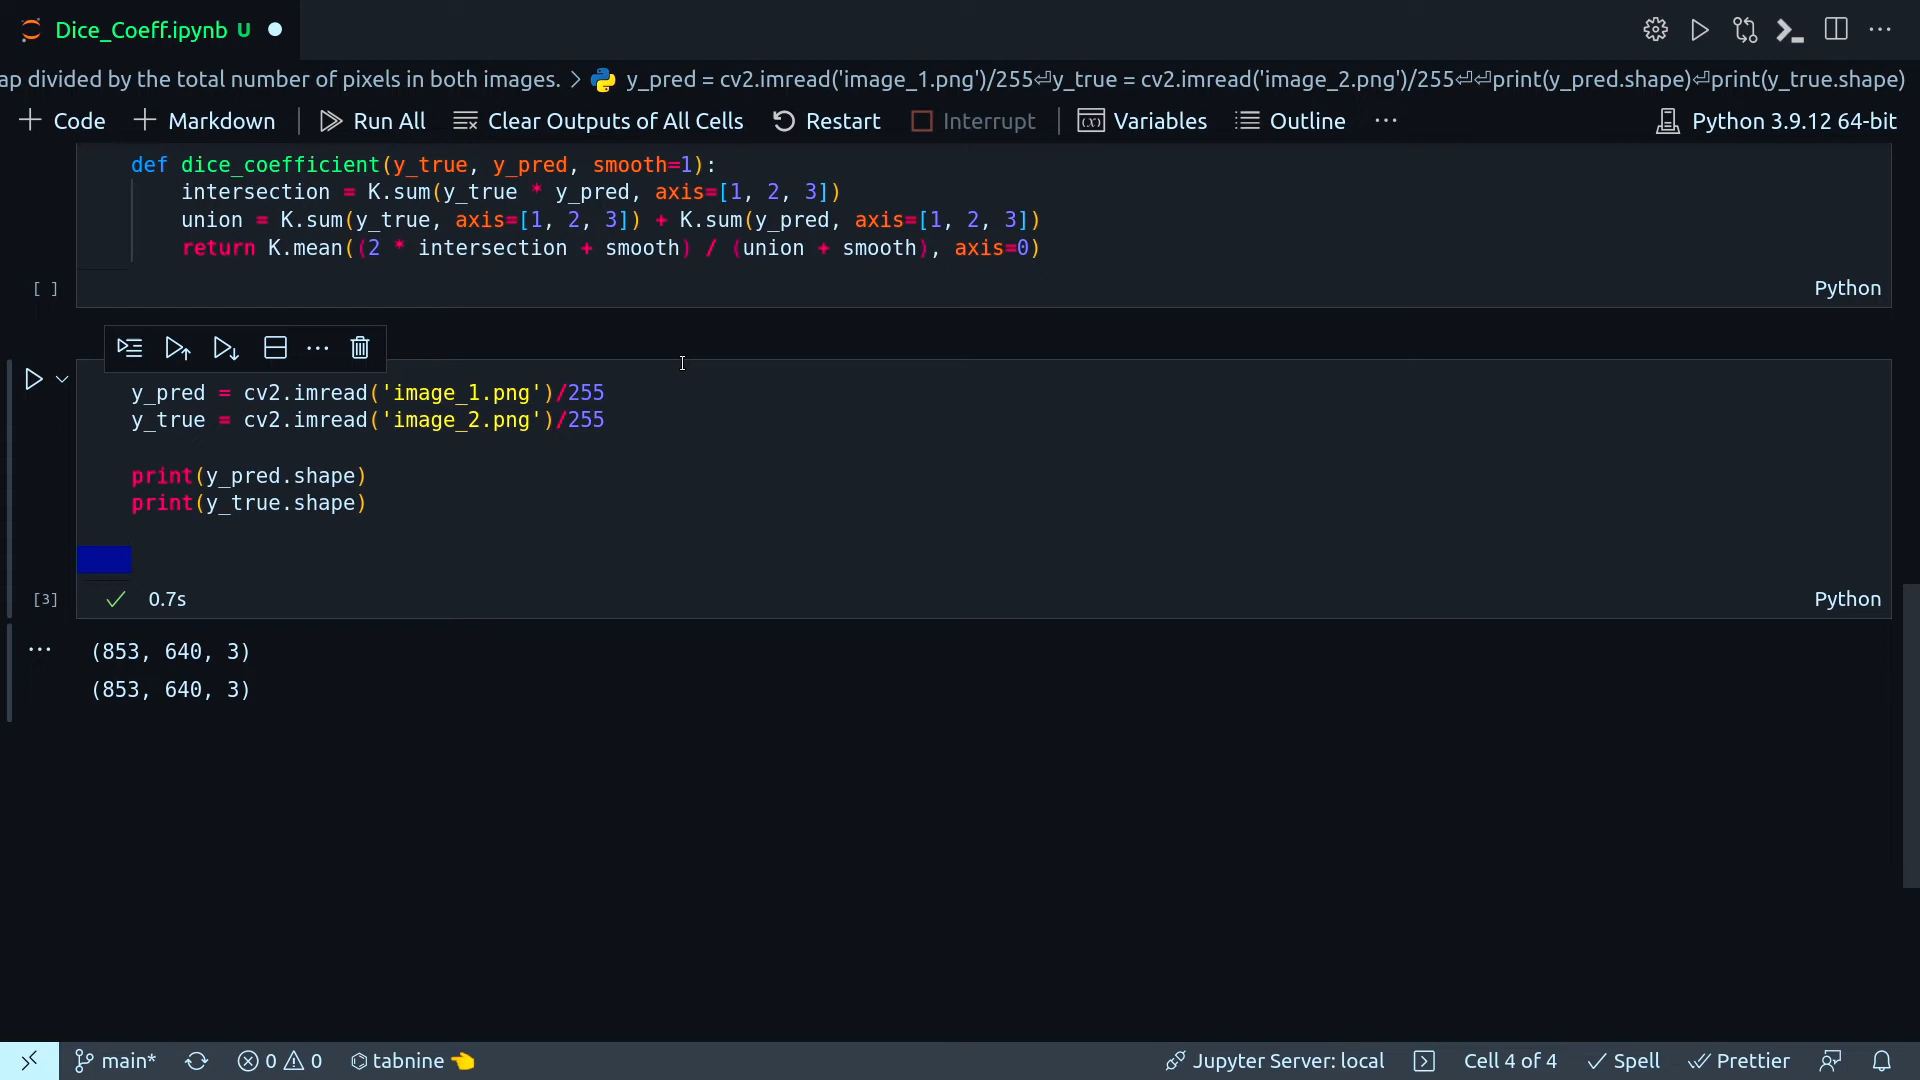 Dice_Coeff.ipynb U
ap divided by the total number of pixels in both images. > y_pred = cv2.imread('image_1.png')/255⏎y_true = cv2.imread('image_2.png')/255⏎⏎print(y_pred.shape)⏎print(y_true.shape)
+ Code + Markdown Run All Clear Outputs of All Cells Restart Interrupt Variables Outline ... Python 3.9.12 64-bit
def dice_coefficient(y_true, y_pred, smooth=1):
    intersection = K.sum(y_true * y_pred, axis=[1, 2, 3])
    union = K.sum(y_true, axis=[1, 2, 3]) + K.sum(y_pred, axis=[1, 2, 3])
    return K.mean((2 * intersection + smooth) / (union + smooth), axis=0)
[ ] Python
y_pred = cv2.imread('image_1.png')/255
y_true = cv2.imread('image_2.png')/255
print(y_pred.shape)
print(y_true.shape)
[3] ✓ 0.7s Python
(853, 640, 3)
(853, 640, 3)
main* 0 0 tabnine Jupyter Server: local Cell 4 of 4 Spell Prettier